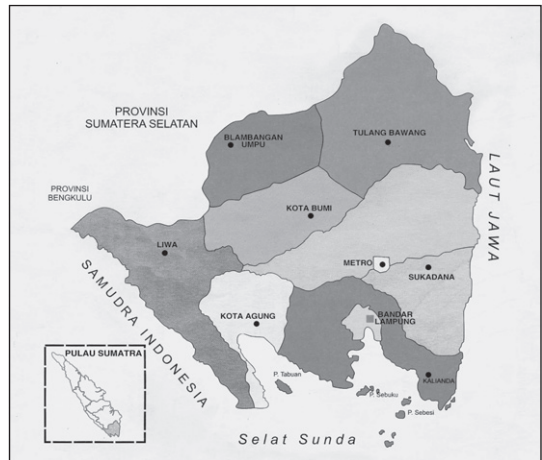 PROVINSI
SUMATERA SELATAN
BLAMBANGAN
UMPU
TULANG BAWANG
LAUT JAWA
PROVINSI
BENGKULU
KOTA BUMI
LIWA
METRO
SUKADANA
SAMUDRA INDONESIA
KOTA AGUNG
BANDAR
LAMPUNG
PULAU SUMATRA
P. Tabuan
KALIANDA
P. Sebuku
P. Sebesi
Selat Sunda